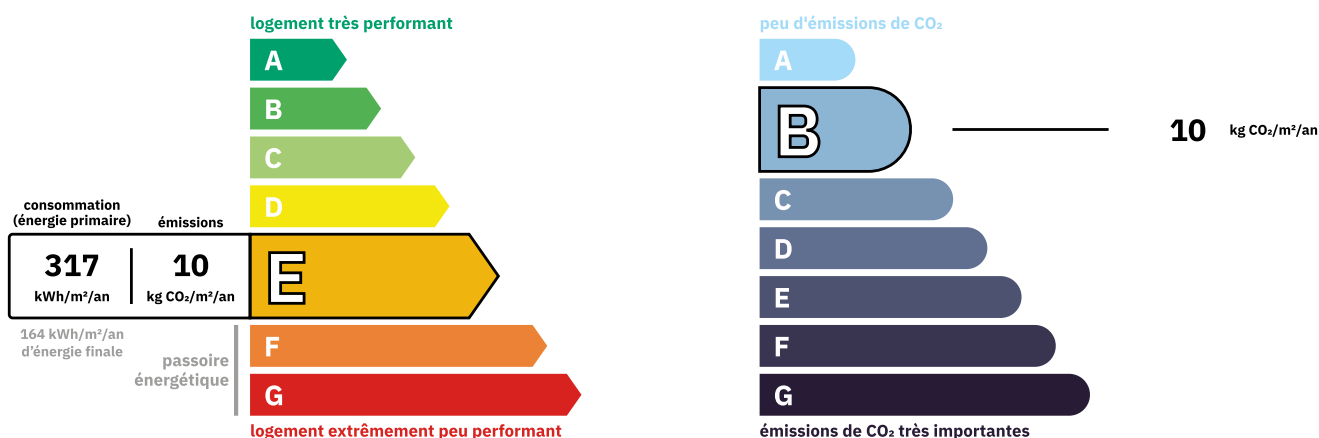 logement très performant
A
B
C
D
consommation
(énergie primaire)
émissions
317
kWh/m²/an
10
kg CO₂/m²/an
E
164 kWh/m²/an
d'énergie finale
passoire
énergétique
F
G
logement extrêmement peu performant
peu d'émissions de CO₂
A
B
10 kg CO₂/m²/an
C
D
E
F
G
émissions de CO₂ très importantes